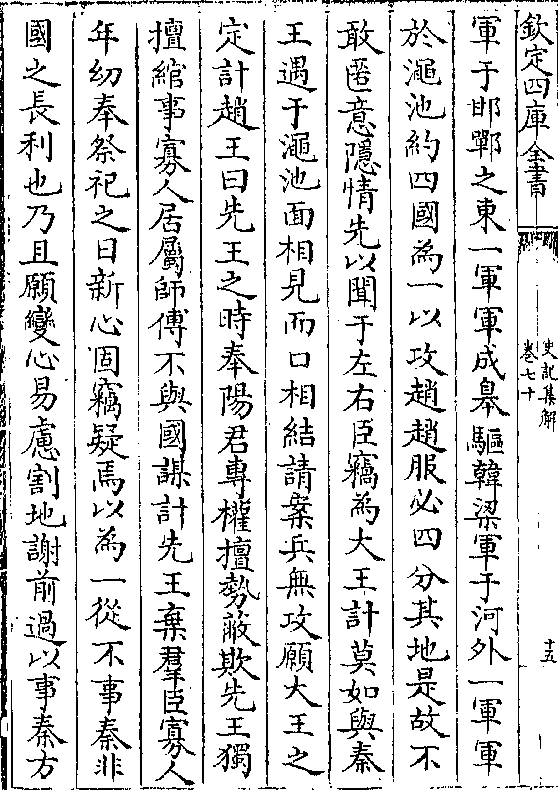 欽定四庫全書
史記集解
卷七十
十五
軍于邯鄲之東一軍軍成臯驅韓梁軍于河外一軍軍
於澠池約四國為一以攻趙趙服必四分其地是故不
敢匿意隱情先以聞于左右臣竊為大王計莫如與秦
王遇于澠池面相見而口相結請案兵無攻願大王之
定計趙王曰先王之時奉陽君專權擅勢蔽欺先王獨
擅綰事寡人居屬師傅不與國謀計先王棄羣臣寡人
年幼奉祭祀之日新心固竊疑焉以為一從不事秦非
國之長利也乃且願變心易慮割地謝前過以事秦方